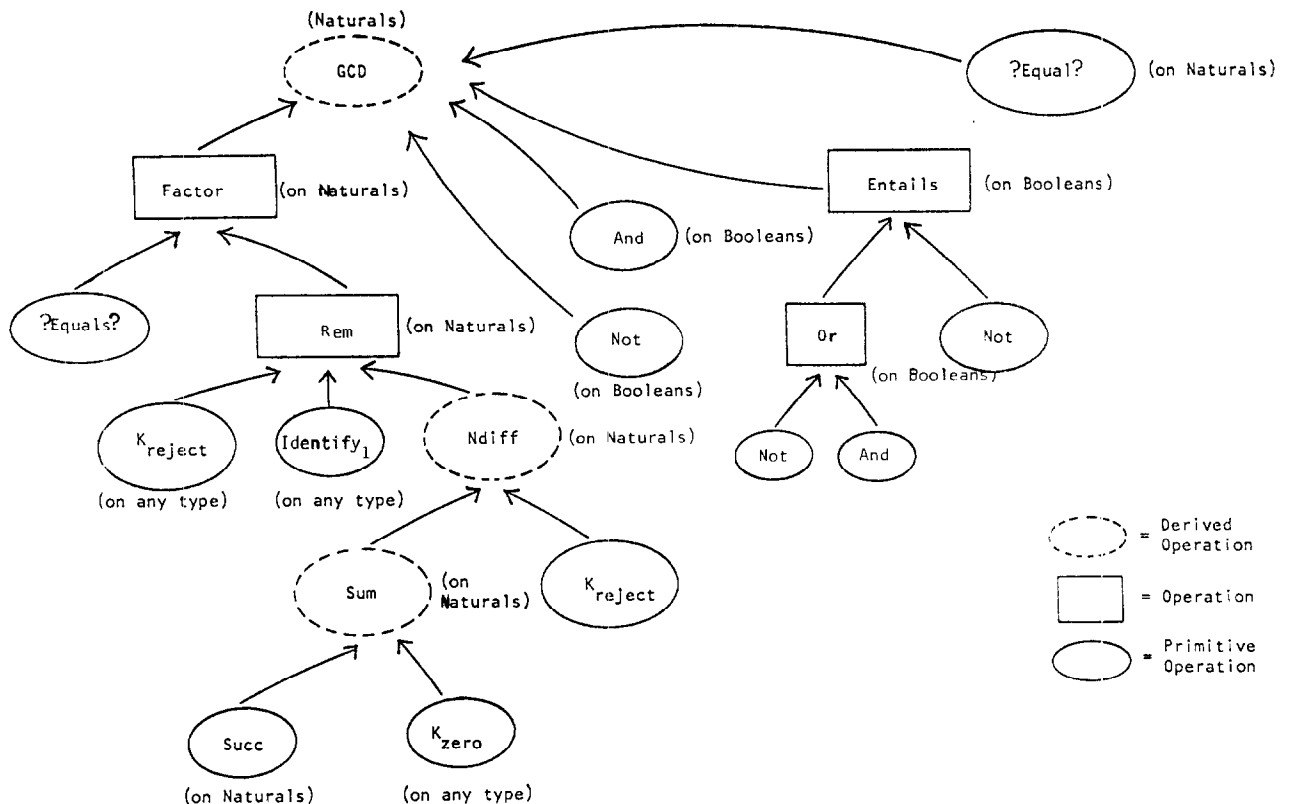 (Naturals)
GCD
?Equal?
(on Naturals)
Factor
(on Naturals)
Entails
(on Booleans)
And
(on Booleans)
?Equals?
Rem
(on Naturals)
Not
(on Booleans)
Or
(on Booleans)
Not
K reject
(on any type)
Identify1
(on any type)
Ndiff
(on Naturals)
Not
And
Sum
(on
Naturals)
K reject
Succ
(on Naturals)
K zero
(on any type)
= Derived
Operation
= Operation
= Primitive
Operation